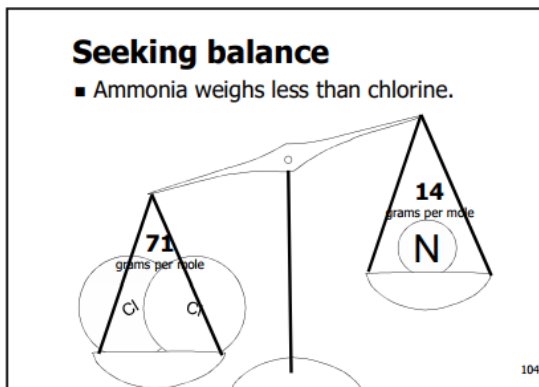 Seeking balance
■ Ammonia weighs less than chlorine.
14
grams per mole
N
71
grams per mole
Cl Cl
104